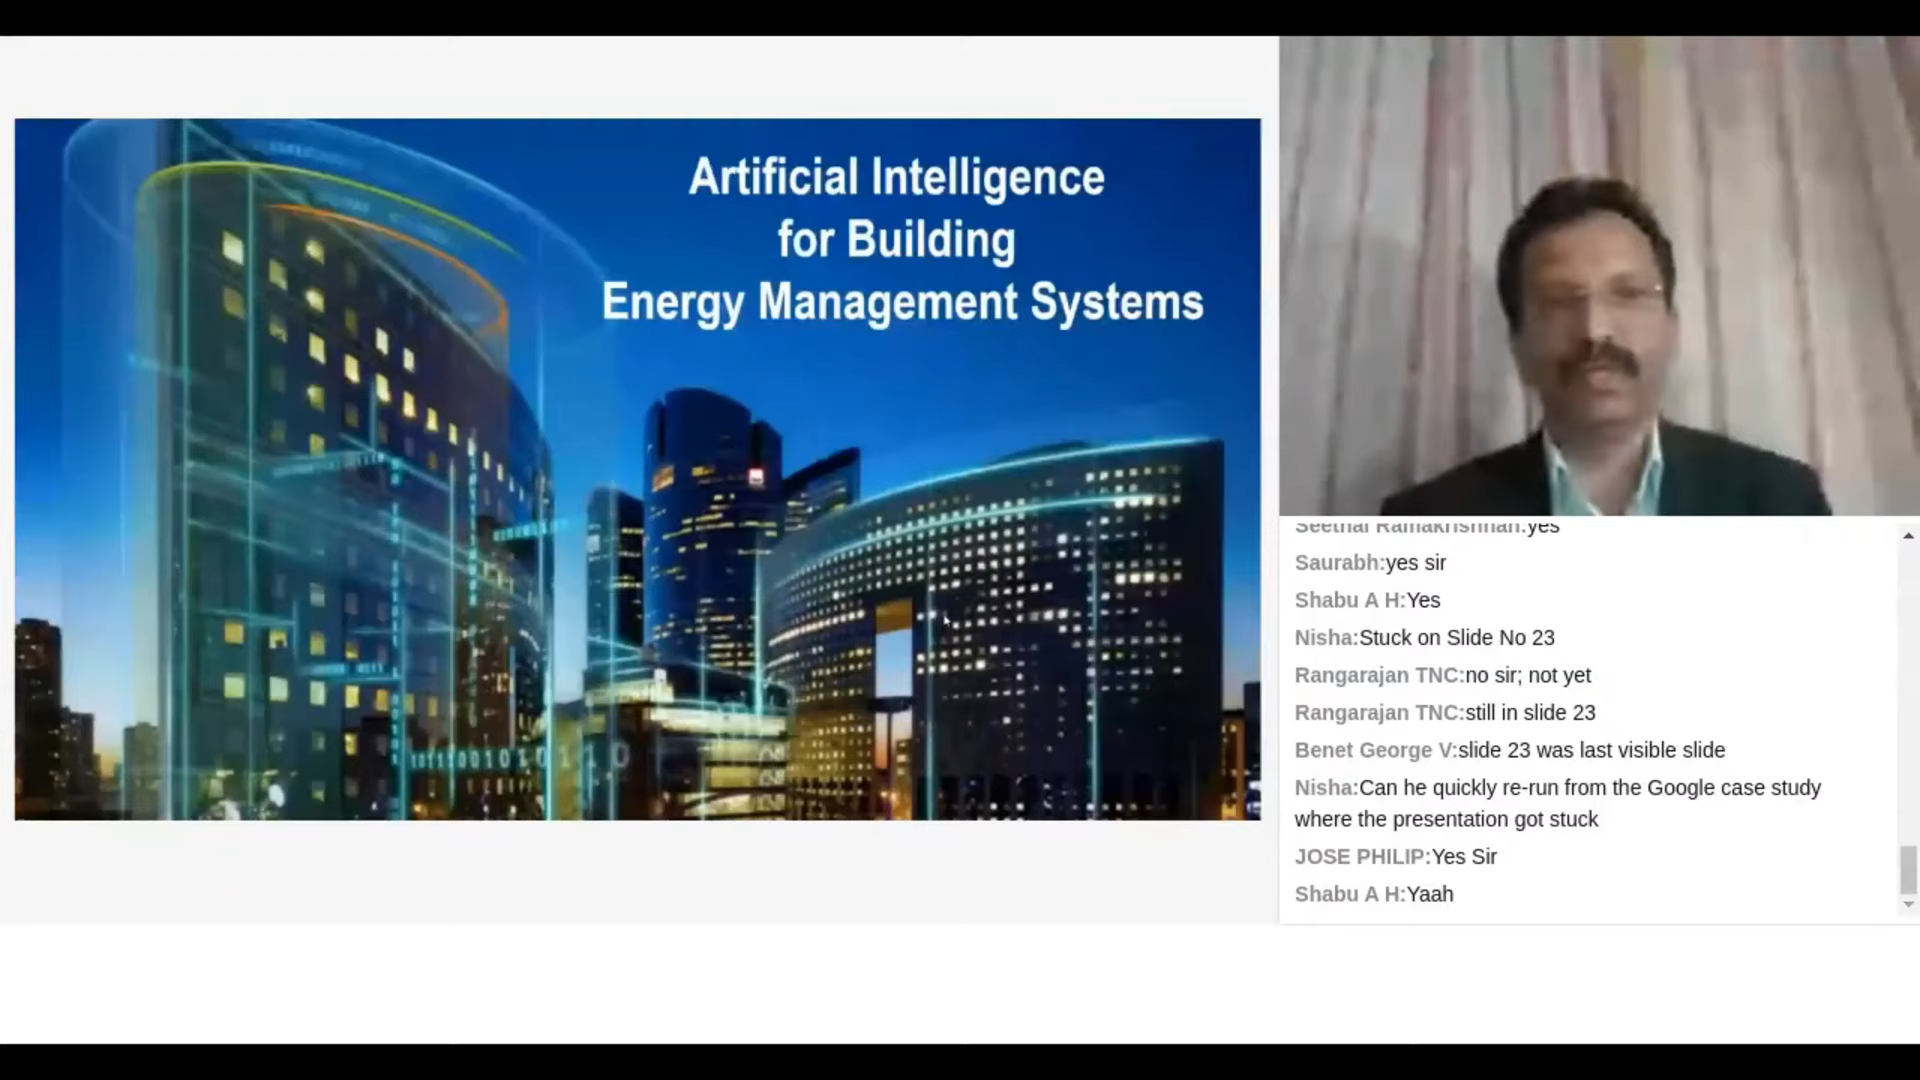 Artificial Intelligence
for Building
Energy Management Systems
Seethal Ramakrishnan:yes
Saurabh:yes sir
Shabu A H:Yes
Nisha:Stuck on Slide No 23
Rangarajan TNC:no sir; not yet
Rangarajan TNC:still in slide 23
Benet George V:slide 23 was last visible slide
Nisha:Can he quickly re-run from the Google case study
where the presentation got stuck
JOSE PHILIP:Yes Sir
Shabu A H:Yaah